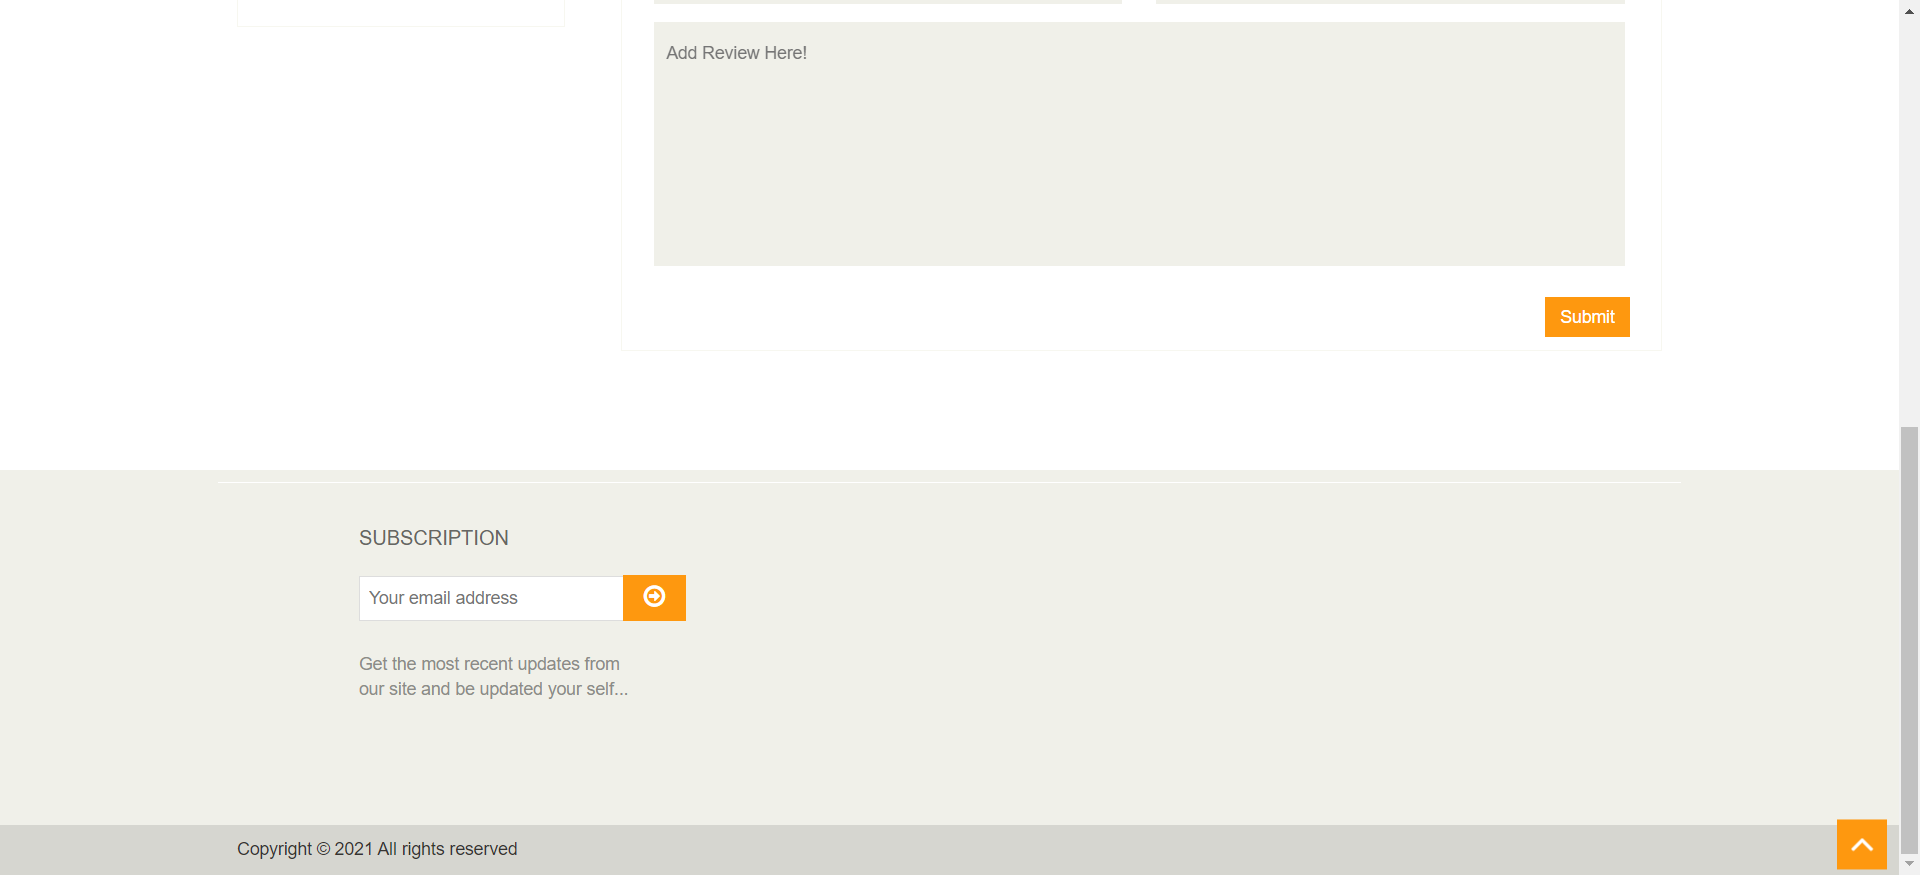 Add Review Here!
Submit
SUBSCRIPTION
Your email address
Get the most recent updates from
our site and be updated your self...
Copyright © 2021 All rights reserved